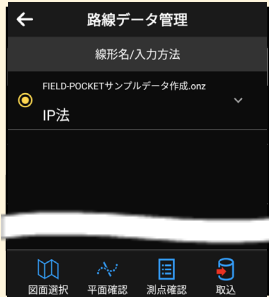 路線データ管理
線形名/入力方法
FIELD-POCKETサンプルデータ作成.onz
IP法
図面選択 平面確認 測点確認 取込